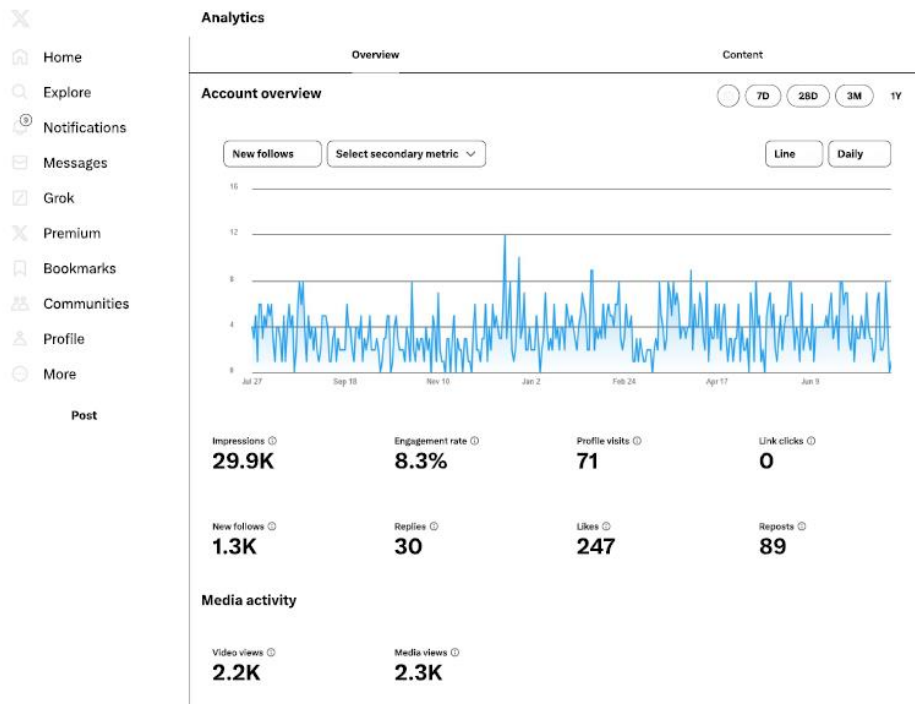 Analytics
Home
Explore
9
Notifications
Messages
Grok
Premium
Bookmarks
Communities
Profile
More
Post
Overview
Content
Account overview
7D
28D
3M
1Y
New follows
Select secondary metric
Line
Daily
16
12
8
4
0
Jul 27
Sep 18
Nov 10
Jan 2
Feb 24
Apr 17
Jun 9
Impressions
Engagement rate
Profile visits
Link clicks
29.9K
8.3%
71
0
New follows
Replies
Likes
Reposts
1.3K
30
247
89
Media activity
Video views
Media views
2.2K
2.3K